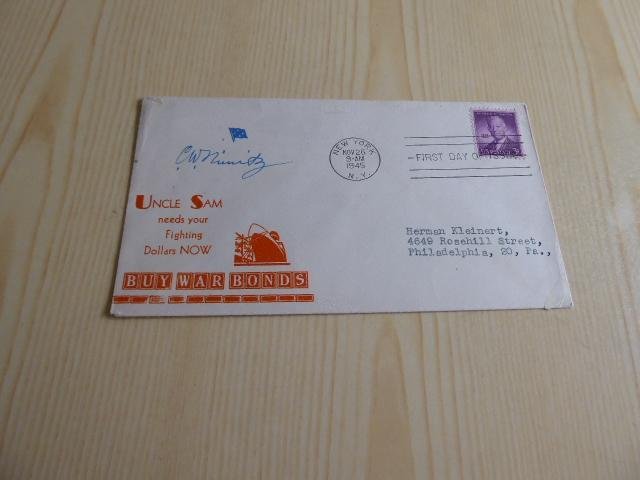 C.W. Nimitz
UNCLE SAM
needs your
Fighting
Dollars NOW
BUY WAR BONDS
NEW YORK
NOV 26
9-AM
1945
N.Y.
FIRST DAY OF ISSUE
Herman Kleinert,
4649 Rosehill Street,
Philadelphia, 20, Pa.,